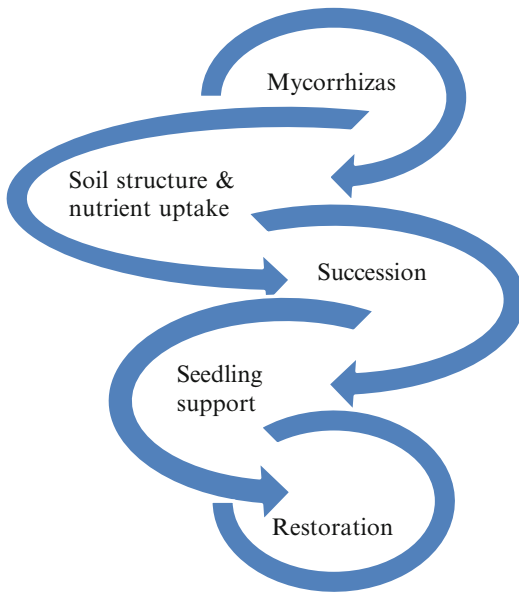 Mycorrhizas
Soil structure &
nutrient uptake
Succession
Seedling
support
Restoration